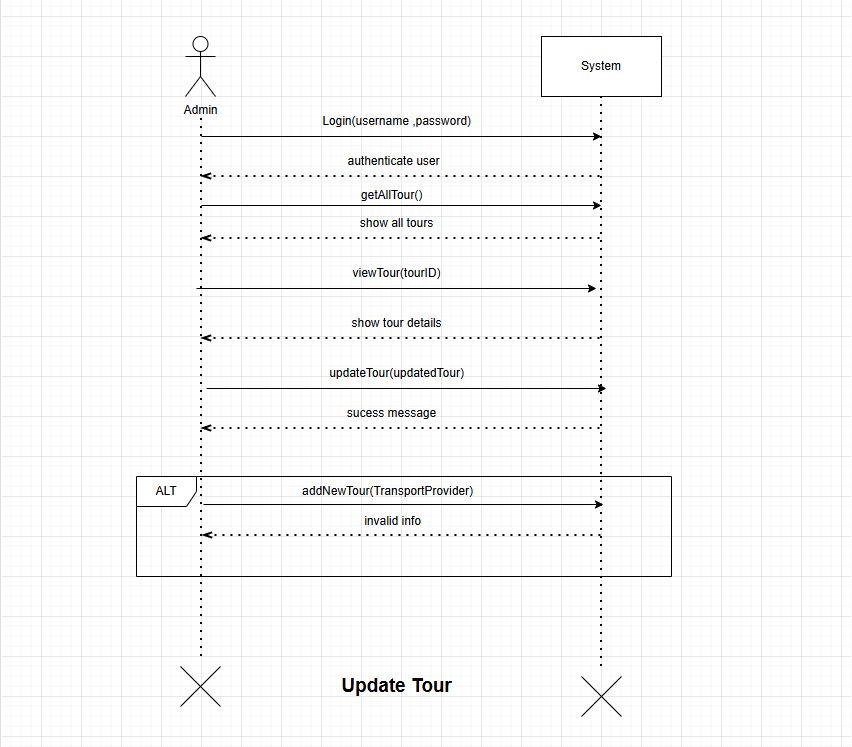 System
Admin
Login(username ,password)
authenticate user
getAllTour()
show all tours
viewTour(tourID)
show tour details
updateTour(updatedTour)
sucess message
ALT
addNewTour(TransportProvider)
invalid info
Update Tour